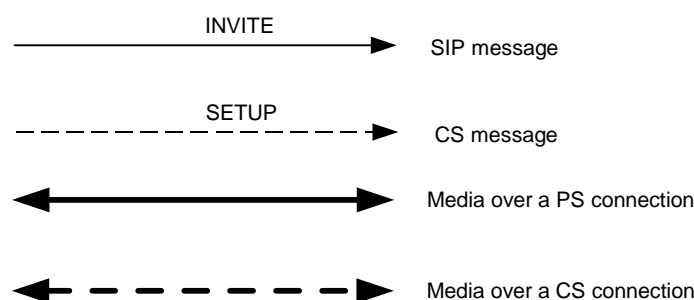 INVITE
SIP message
SETUP
CS message
Media over a PS connection
Media over a CS connection